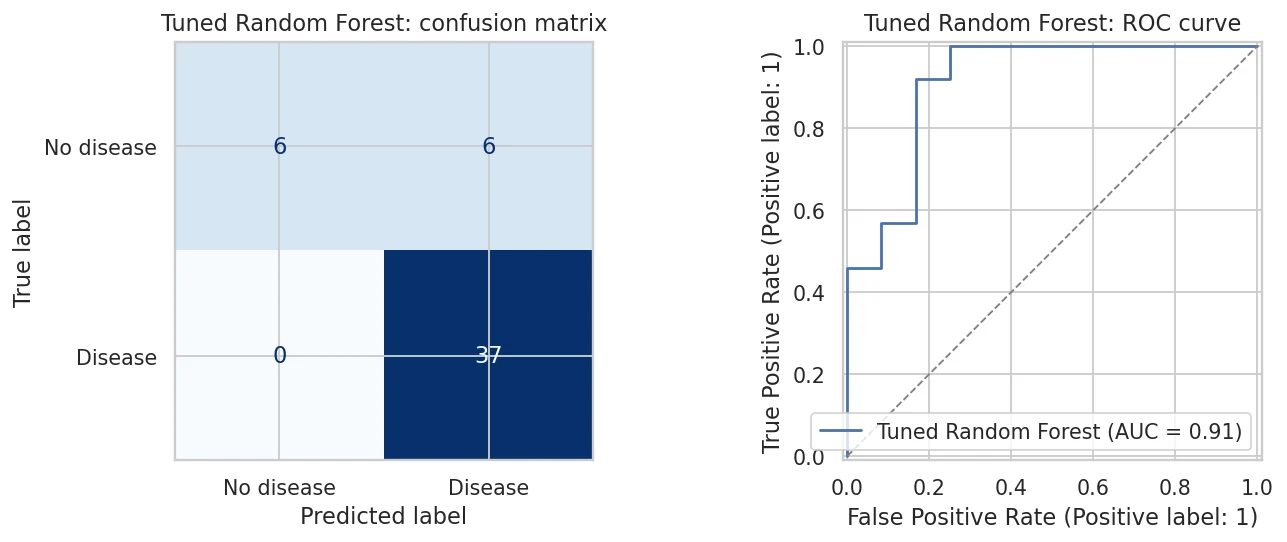 Tuned Random Forest: confusion matrix
True label
No disease
6 6
Disease
0 37
No disease Disease
Predicted label
Tuned Random Forest: ROC curve
True Positive Rate (Positive label: 1)
1.0
0.8
0.6
0.4
0.2
0.0
Tuned Random Forest (AUC = 0.91)
0.0 0.2 0.4 0.6 0.8 1.0
False Positive Rate (Positive label: 1)